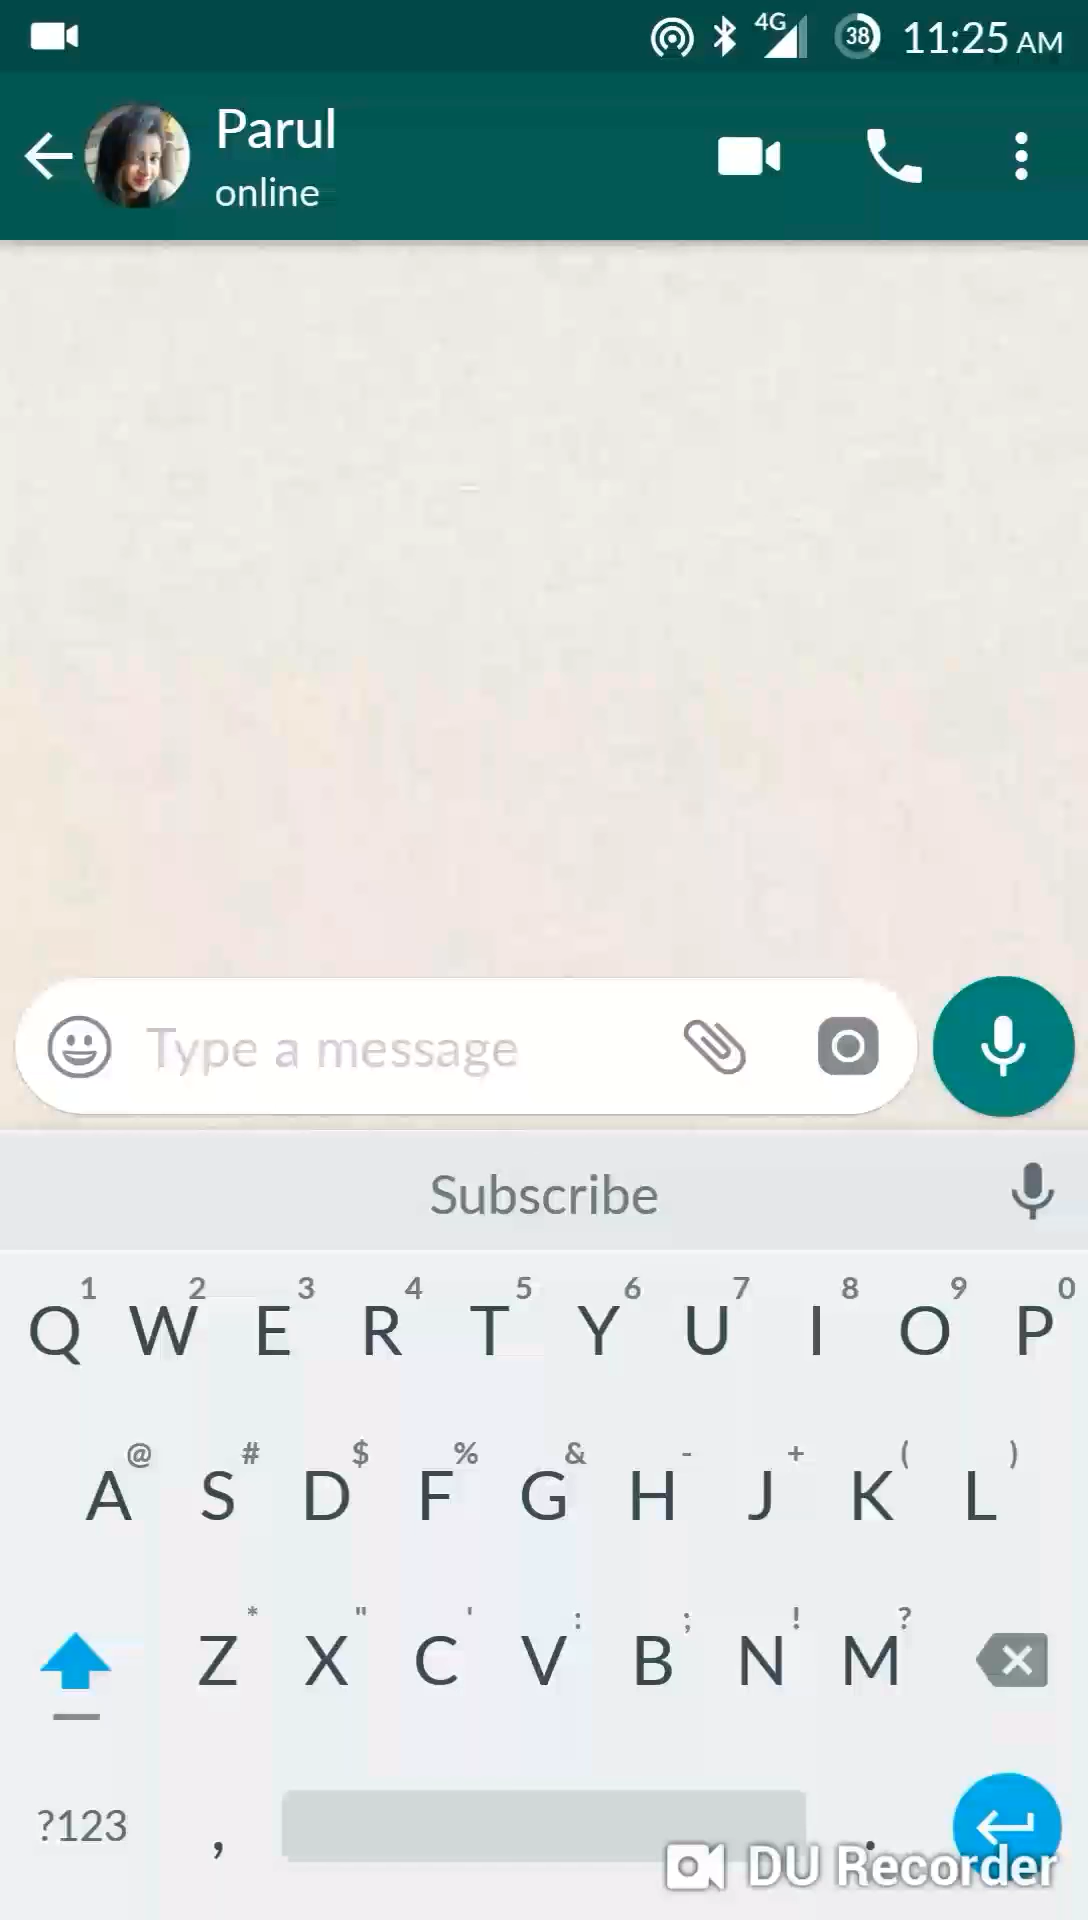 4G 38 11:25 AM
Parul
online
Type a message
Subscribe
1 2 3 4 5 6 7 8 9 0
Q W E R T Y U I O P
@ # $ % & - + ( )
A S D F G H J K L
* " ' : ; ! ?
Z X C V B N M
?123 , .
DU Recorder